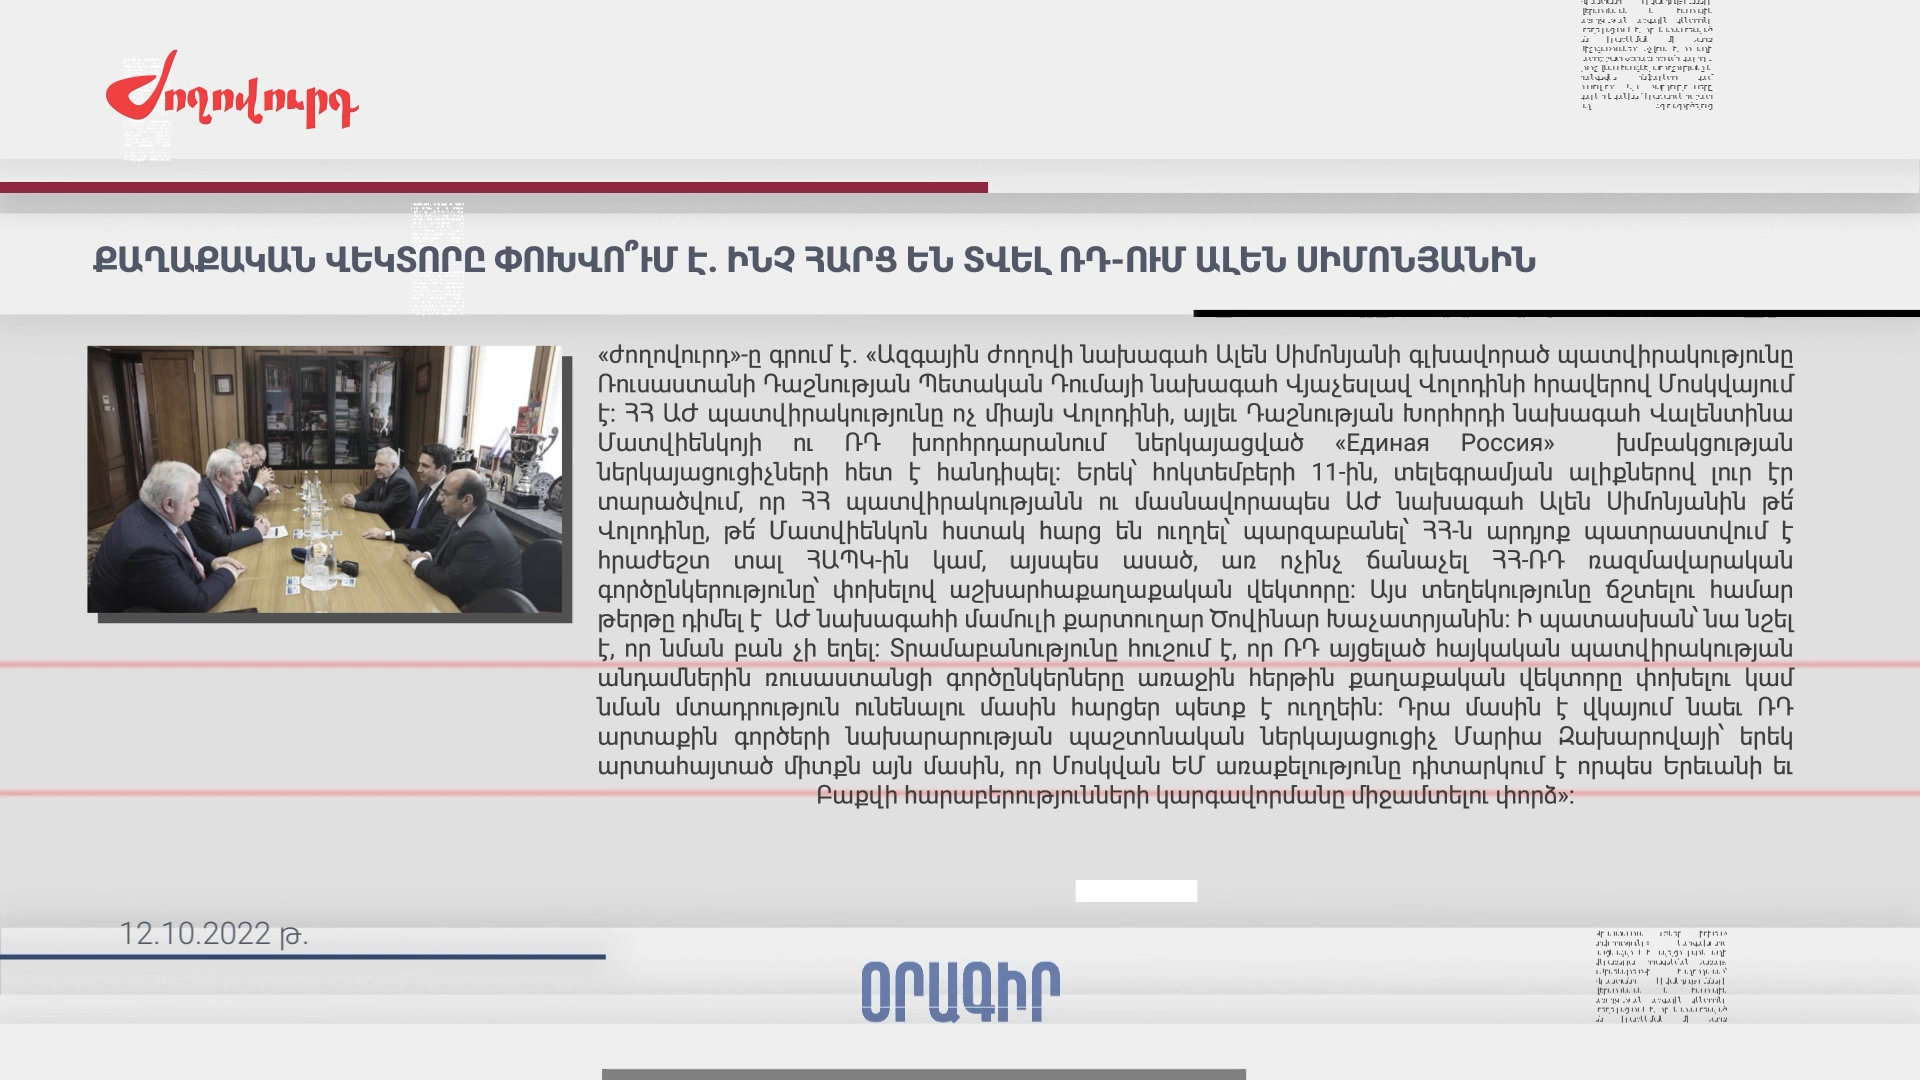 Ժողովուրդ
ՔԱՂԱՔԱԿԱՆ ՎԵԿՏՈՐԸ ՓՈԽՎՈ՞ՒՄ Է. ԻՆՉ ՀԱՐՑ ԵՆ ՏՎԵԼ ՌԴ-ՈՒՄ ԱԼԵՆ ՍԻՄՈՆՅԱՆԻՆ
«Ժողովուրդ»-ը գրում է. «Ազգային ժողովի նախագահ Ալեն Սիմոնյանի գլխավորած պատվիրակությունը
Ռուսաստանի Դաշնության Պետական Դումայի նախագահ Վյաչեսլավ Վոլոդինի հրավերով Մոսկվայում
է: ՀՀ ԱԺ պատվիրակությունը ոչ միայն Վոլոդինի, այլեւ Դաշնության Խորհրդի նախագահ Վալենտինա
Մատվիենկոյի ու ՌԴ խորհրդարանում ներկայացված «Единая Россия» խմբակցության
ներկայացուցիչների հետ է հանդիպել: Երեկ՝ հոկտեմբերի 11-ին, տելեգրամյան ալիքներով լուր էր
տարածվում, որ ՀՀ պատվիրակությանն ու մասնավորապես ԱԺ նախագահ Ալեն Սիմոնյանին թե՛
Վոլոդինը, թե՛ Մատվիենկոն հստակ հարց են ուղղել՝ պարզաբանել՝ ՀՀ-ն արդյոք պատրաստվում է
հրաժեշտ տալ ՀԱՊԿ-ին կամ, այսպես ասած, առ ոչինչ ճանաչել ՀՀ-ՌԴ ռազմավարական
գործընկերությունը՝ փոխելով աշխարհաքաղաքական վեկտորը: Այս տեղեկությունը ճշտելու համար
թերթը դիմել է ԱԺ նախագահի մամուլի քարտուղար Ծովինար Խաչատրյանին: Ի պատասխան՝ նա նշել
է, որ նման բան չի եղել: Տրամաբանությունը հուշում է, որ ՌԴ այցելած հայկական պատվիրակության
անդամներին ռուսաստանցի գործընկերները առաջին հերթին քաղաքական վեկտորը փոխելու կամ
նման մտադրություն ունենալու մասին հարցեր պետք է ուղղեին: Դրա մասին է վկայում նաեւ ՌԴ
արտաքին գործերի նախարարության պաշտոնական ներկայացուցիչ Մարիա Զախարովայի՝ երեկ
արտահայտած միտքն այն մասին, որ Մոսկվան ԵՄ առաքելությունը դիտարկում է որպես Երեւանի եւ
Բաքվի հարաբերությունների կարգավորմանը միջամտելու փորձ»:
12.10.2022 թ.
ՕՐԱԳԻՐ